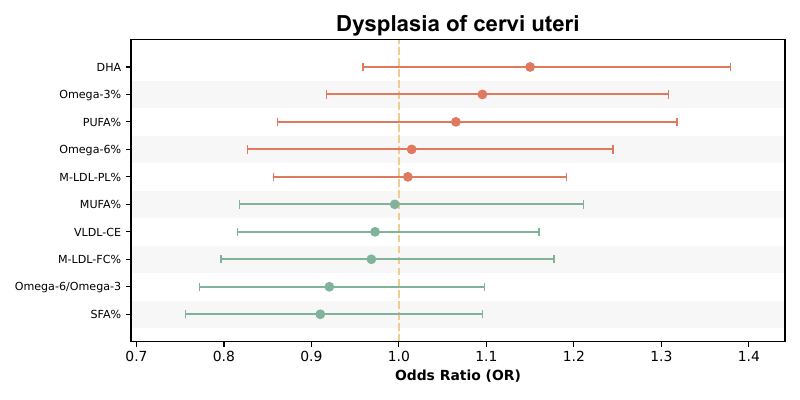 Dysplasia of cervi uteri
DHA
Omega-3%
PUFA%
Omega-6%
M-LDL-PL%
MUFA%
VLDL-CE
M-LDL-FC%
Omega-6/Omega-3
SFA%
0.7 0.8 0.9 1.0 1.1 1.2 1.3 1.4
Odds Ratio (OR)